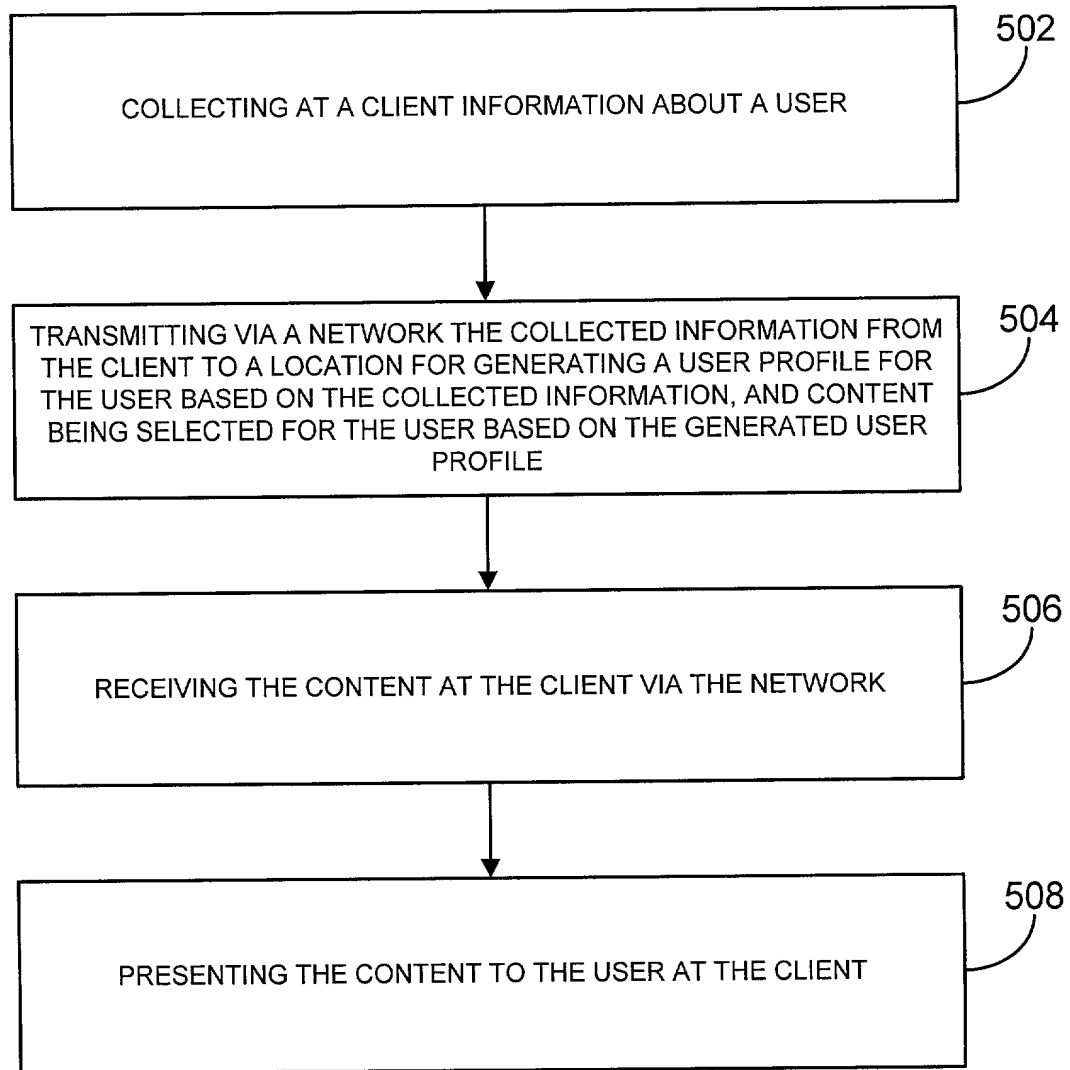 502
COLLECTING AT A CLIENT INFORMATION ABOUT A USER
504
TRANSMITTING VIA A NETWORK THE COLLECTED INFORMATION FROM
THE CLIENT TO A LOCATION FOR GENERATING A USER PROFILE FOR
THE USER BASED ON THE COLLECTED INFORMATION, AND CONTENT
BEING SELECTED FOR THE USER BASED ON THE GENERATED USER
PROFILE
506
RECEIVING THE CONTENT AT THE CLIENT VIA THE NETWORK
508
PRESENTING THE CONTENT TO THE USER AT THE CLIENT